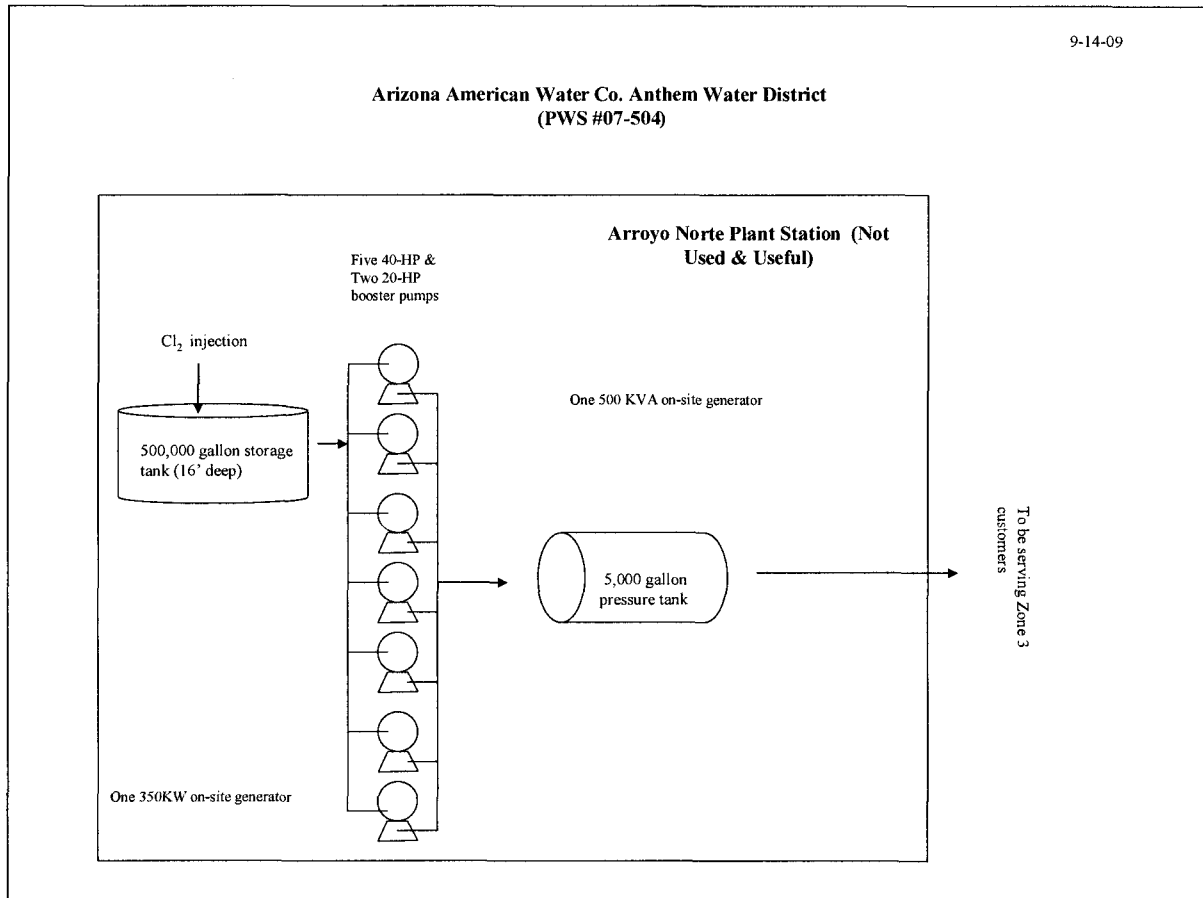 9-14-09
Arizona American Water Co. Anthem Water District
(PWS #07-504)
Arroyo Norte Plant Station (Not
Used & Useful)
Five 40-HP &
Two 20-HP
booster pumps
Cl₂ injection
One 500 KVA on-site generator
500,000 gallon storage
tank (16' deep)
To be serving Zone 3
customers
5,000 gallon
pressure tank
One 350KW on-site generator